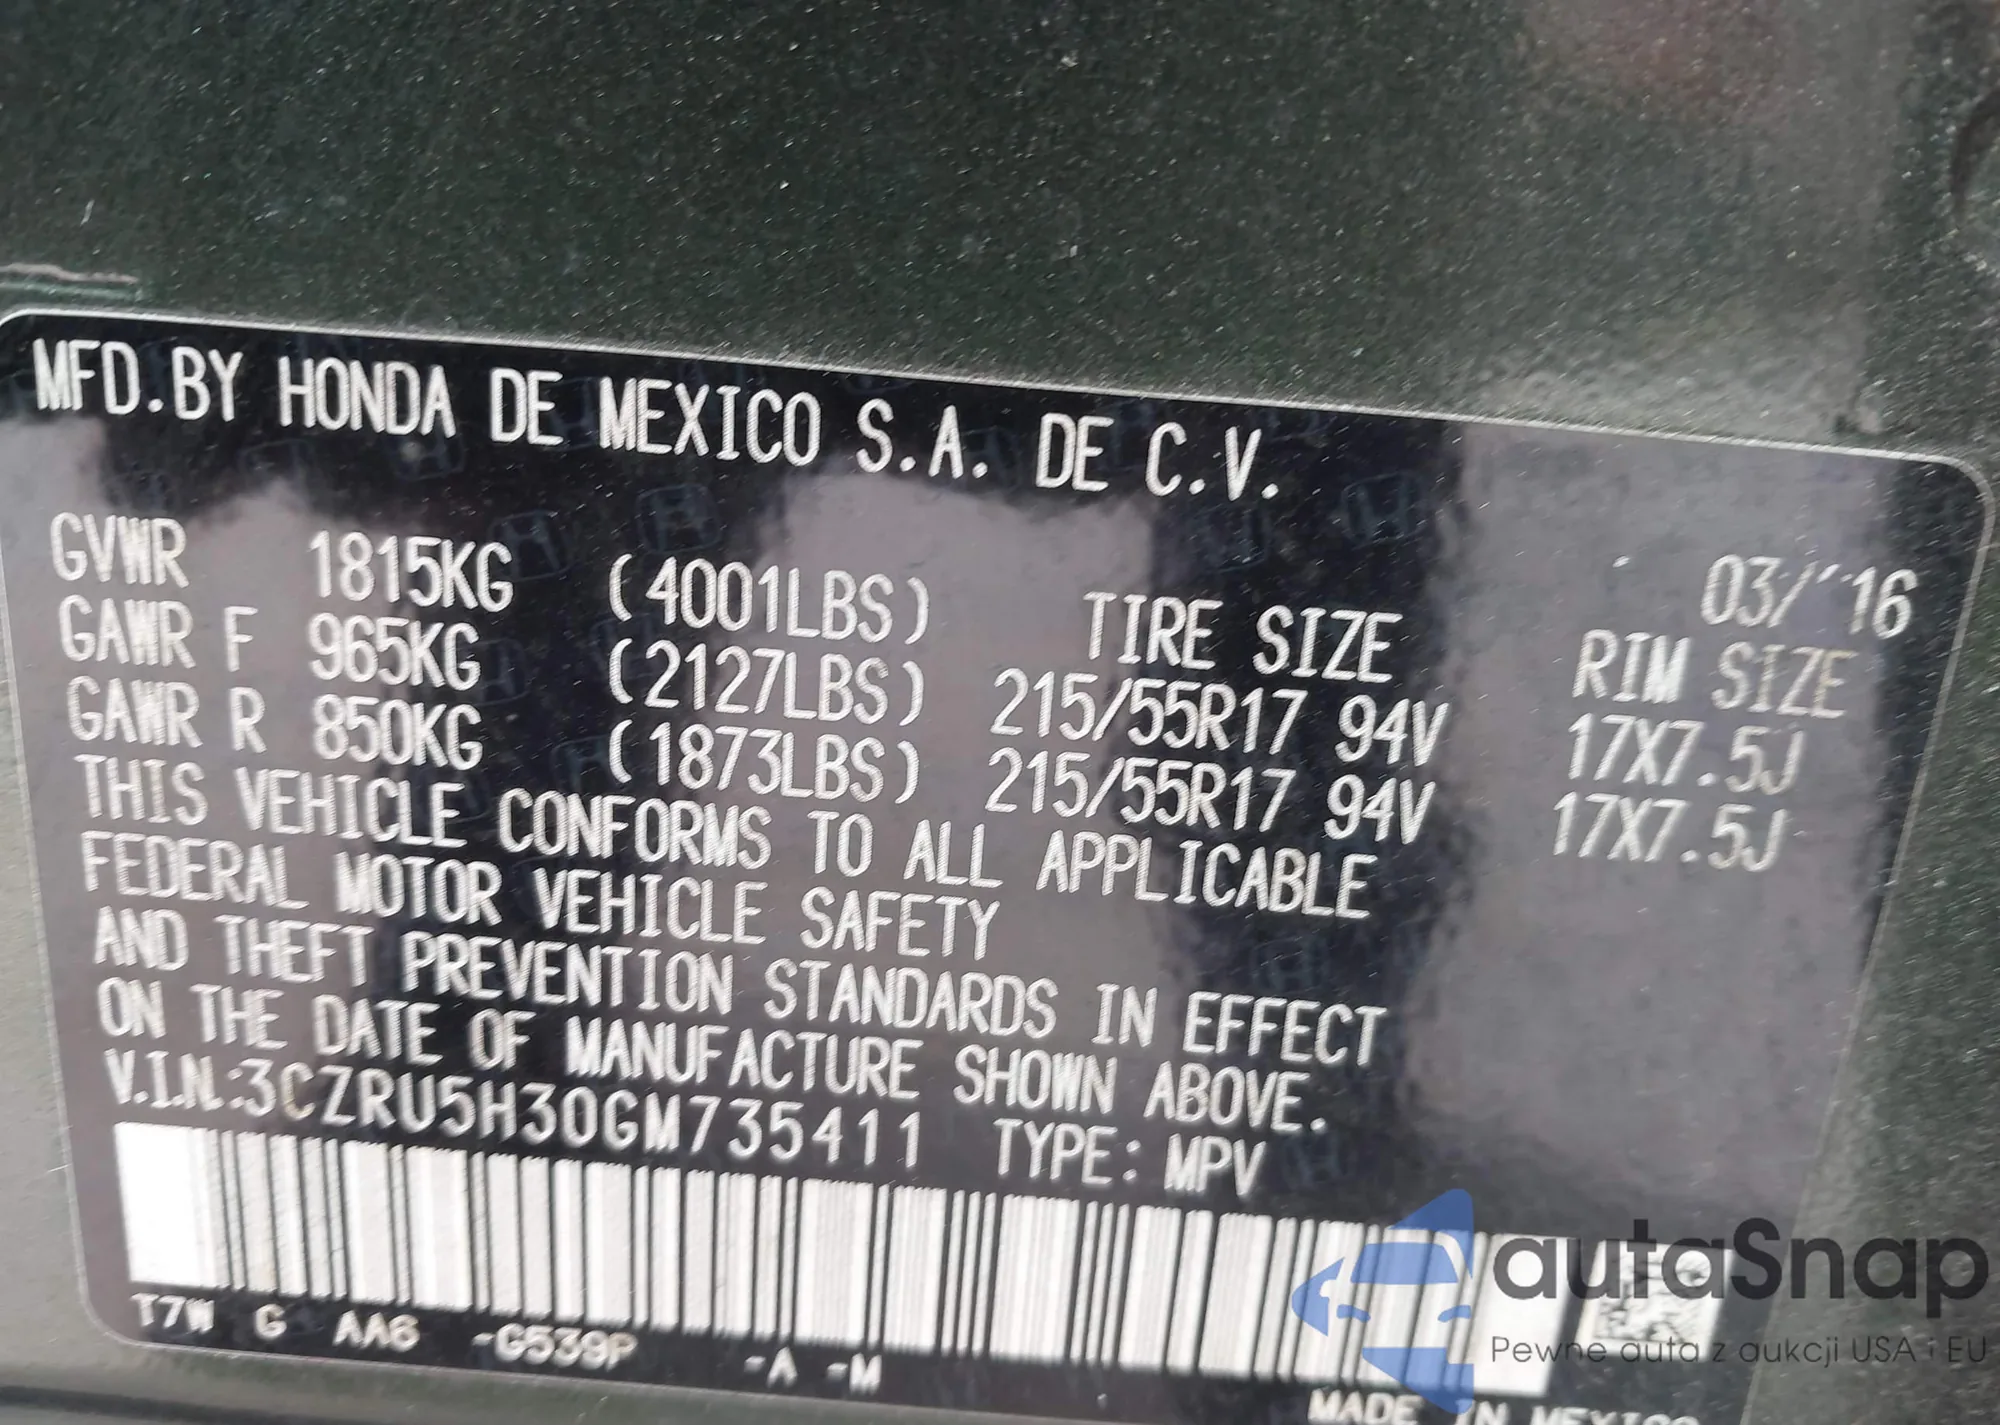 MFD.BY HONDA DE MEXICO S.A. DE C.V.
03/'16
GVWR 1815KG (4001LBS) TIRE SIZE RIM SIZE
GAWR F 965KG (2127LBS) 215/55R17 94V 17X7.5J
GAWR R 850KG (1873LBS) 215/55R17 94V 17X7.5J
THIS VEHICLE CONFORMS TO ALL APPLICABLE
FEDERAL MOTOR VEHICLE SAFETY
AND THEFT PREVENTION STANDARDS IN EFFECT
ON THE DATE OF MANUFACTURE SHOWN ABOVE.
V.I.N.:3CZRU5H30GM735411 TYPE: MPV
T7W G AA6 -G539P -A -M
MADE IN MEXICO
autaSnap
Pewne auta z aukcji USA i EU